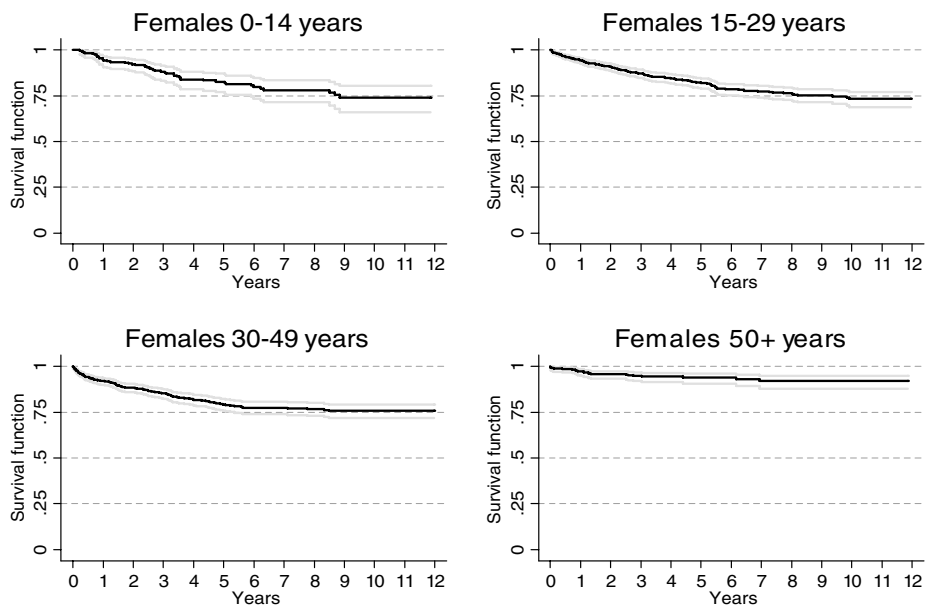 Females 0-14 years
Survival function
1
.75
.5
.25
0
0 1 2 3 4 5 6 7 8 9 10 11 12
Years
Females 15-29 years
Survival function
1
.75
.5
.25
0
0 1 2 3 4 5 6 7 8 9 10 11 12
Years
Females 30-49 years
Survival function
1
.75
.5
.25
0
0 1 2 3 4 5 6 7 8 9 10 11 12
Years
Females 50+ years
Survival function
1
.75
.5
.25
0
0 1 2 3 4 5 6 7 8 9 10 11 12
Years